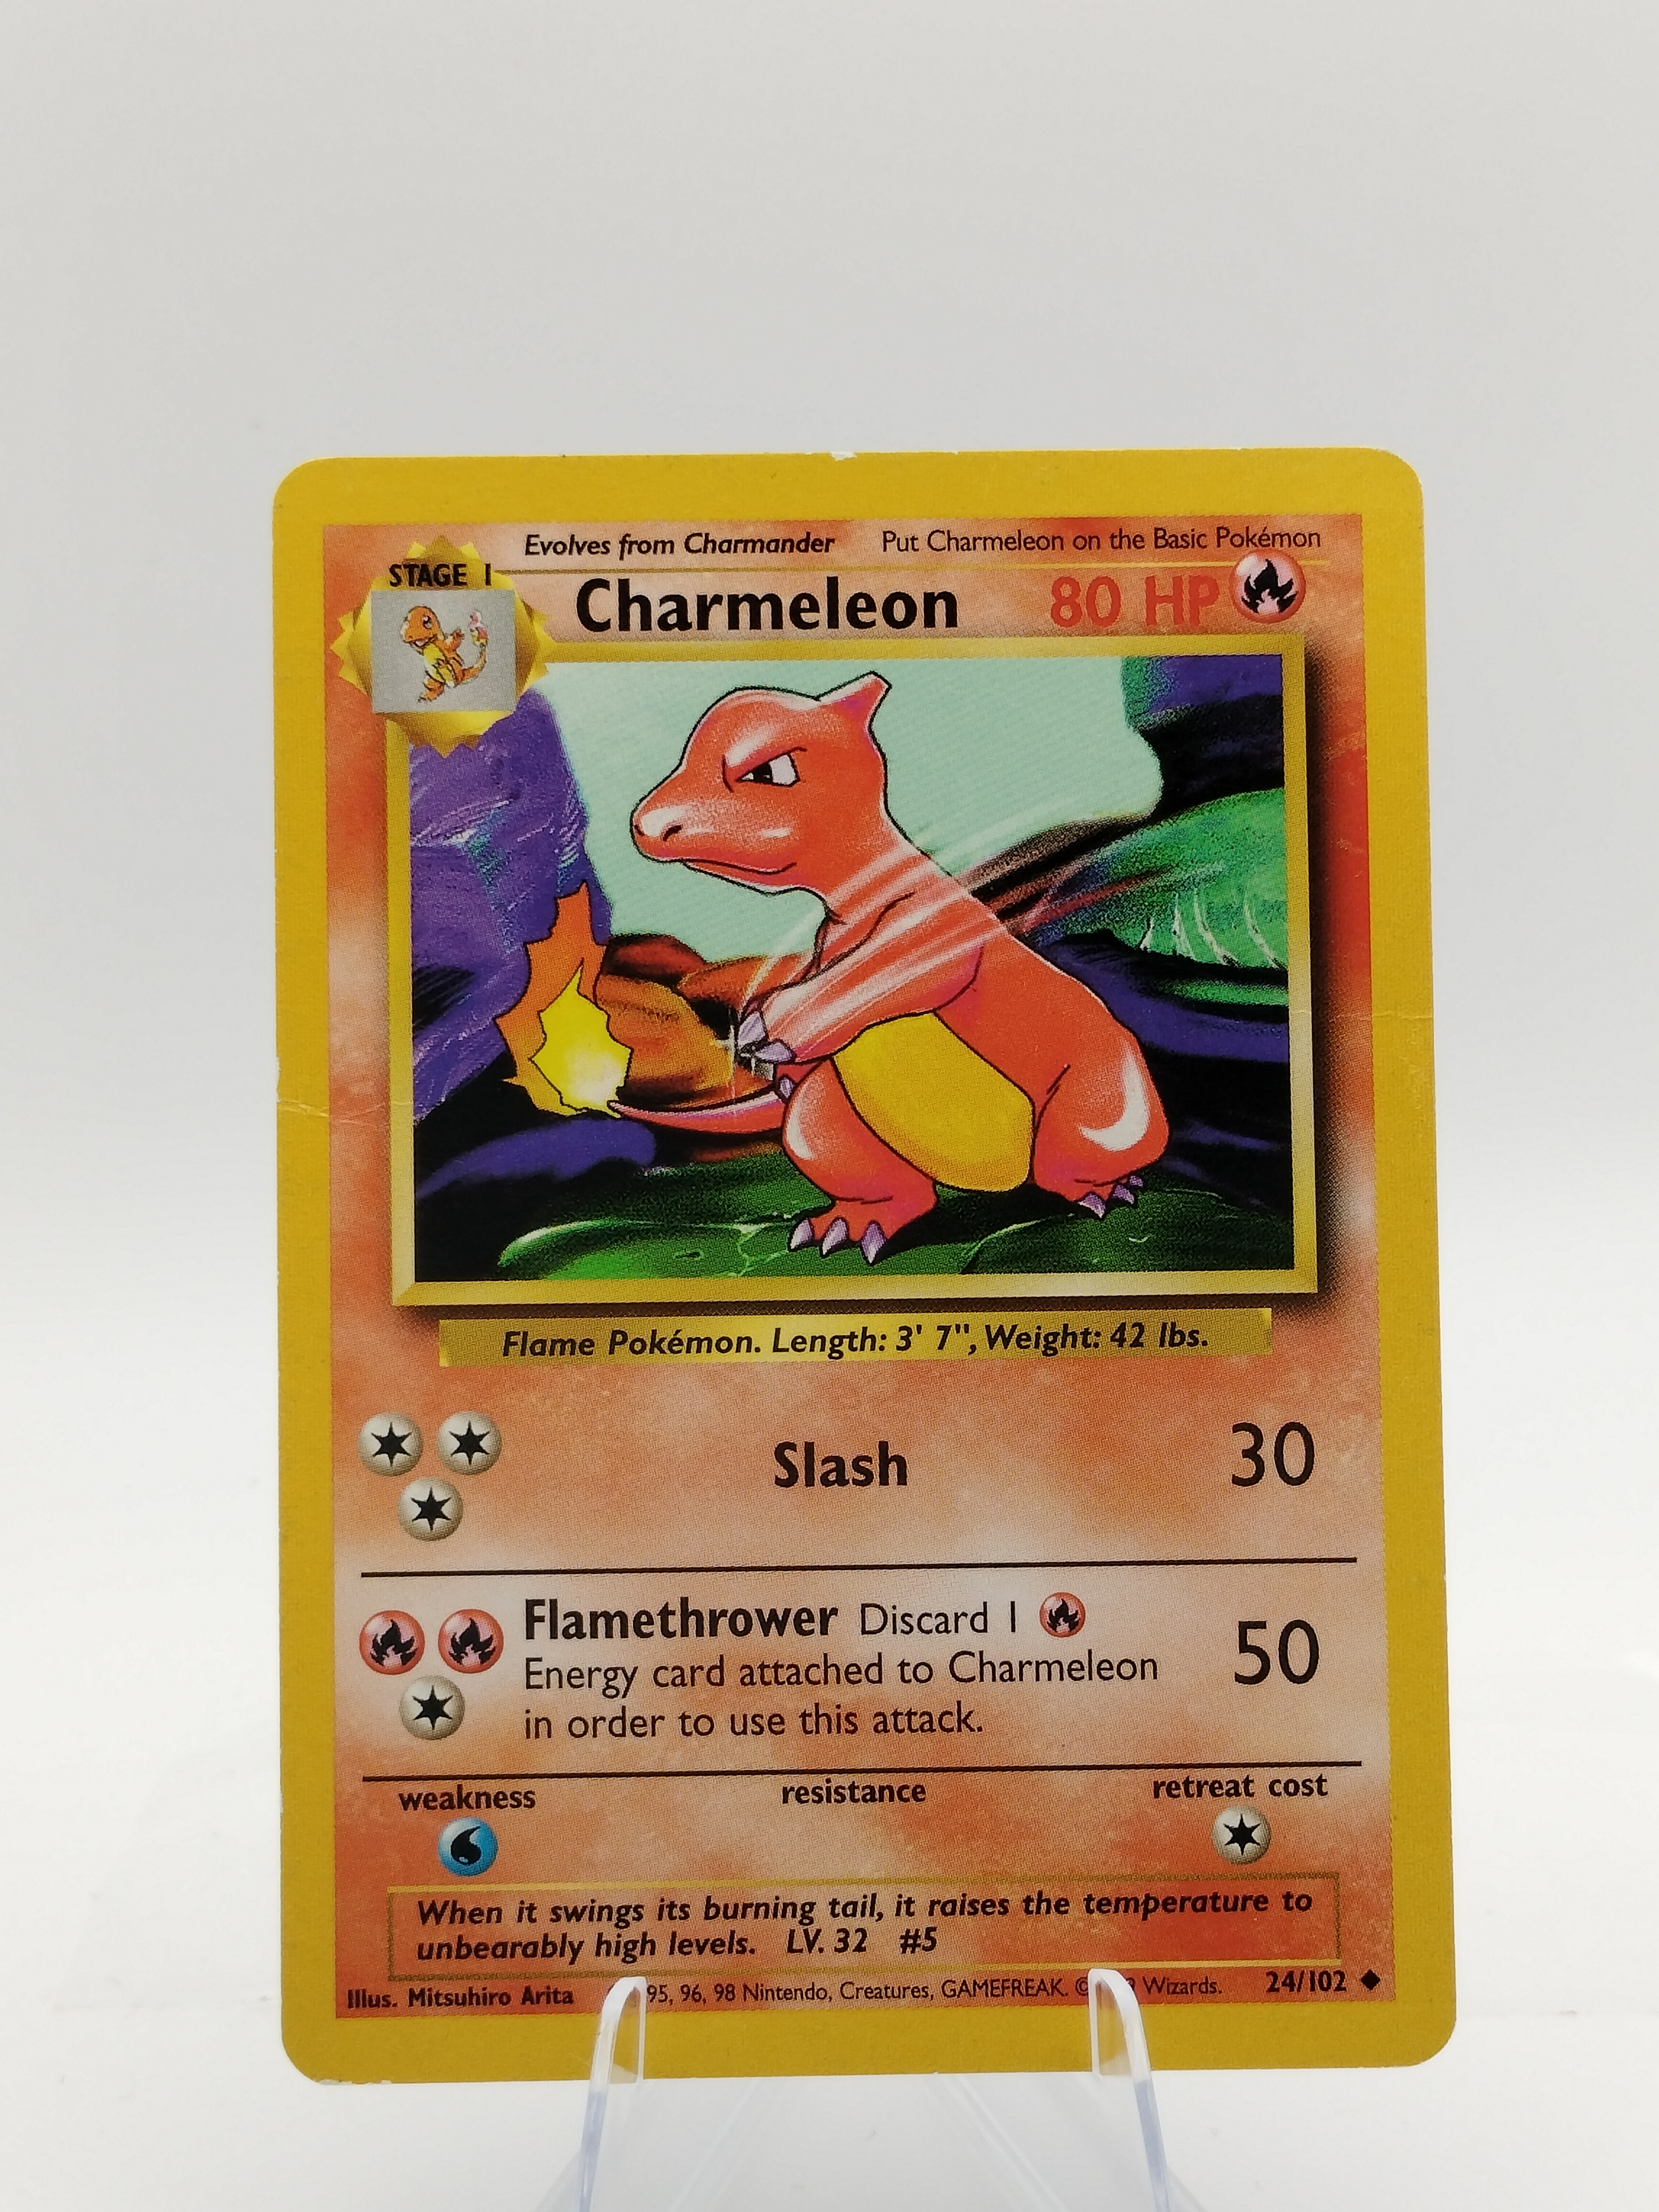 Evolves from Charmander Put Charmeleon on the Basic Pokémon
STAGE 1
Charmeleon 80 HP
Flame Pokémon. Length: 3' 7", Weight: 42 lbs.
Slash 30
Flamethrower Discard 1
Energy card attached to Charmeleon
in order to use this attack.
50
weakness resistance retreat cost
When it swings its burning tail, it raises the temperature to
unbearably high levels. LV. 32 #5
Illus. Mitsuhiro Arita 95, 96, 98 Nintendo, Creatures, GAMEFREAK. © Wizards. 24/102